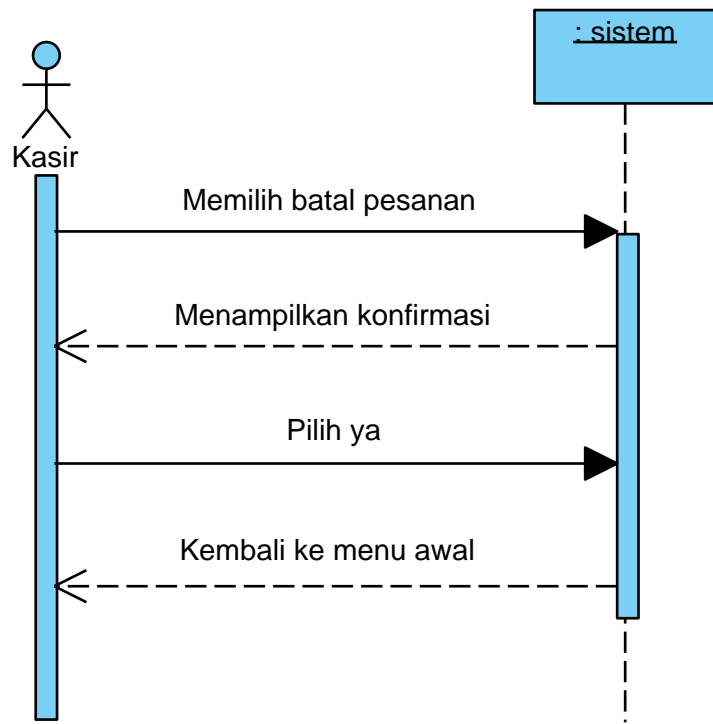 : sistem
Kasir
Memilih batal pesanan
Menampilkan konfirmasi
Pilih ya
Kembali ke menu awal